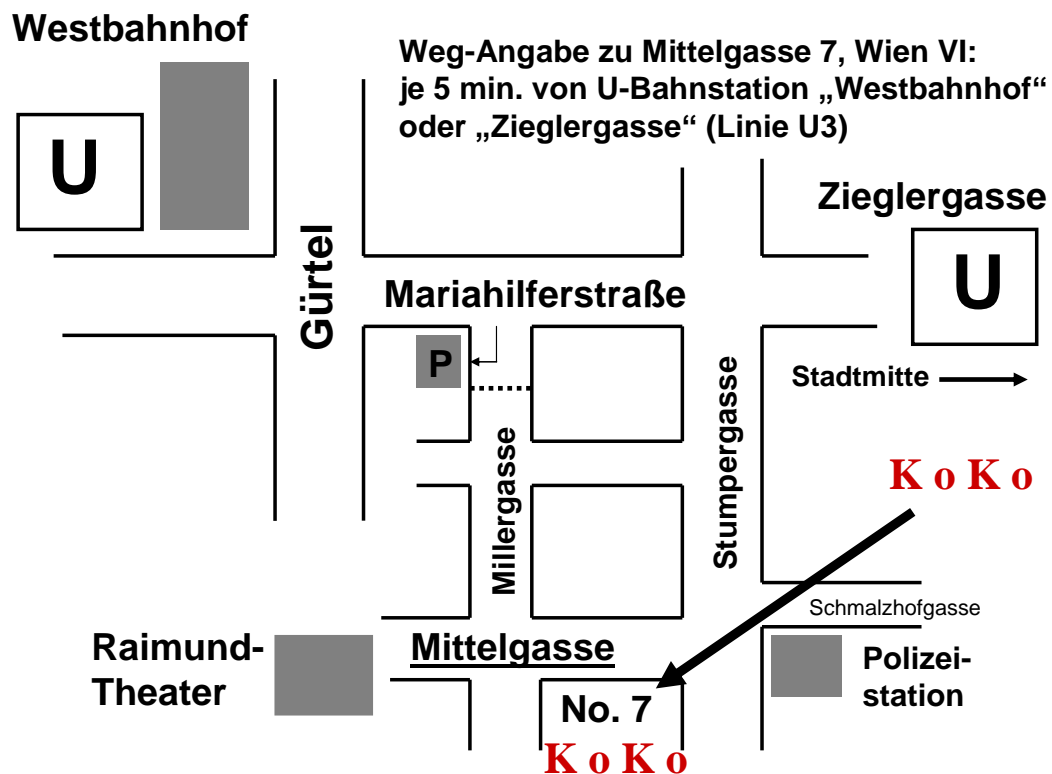 Westbahnhof
Weg-Angabe zu Mittelgasse 7, Wien VI:
je 5 min. von U-Bahnstation „Westbahnhof“
oder „Zieglergasse“ (Linie U3)
U
Zieglergasse
U
Gürtel
Mariahilferstraße
P
Stadtmitte
Stumpergasse
Millergasse
K o K o
Schmalzhofgasse
Raimund-
Theater
Mittelgasse
Polizei-
station
No. 7
K o K o